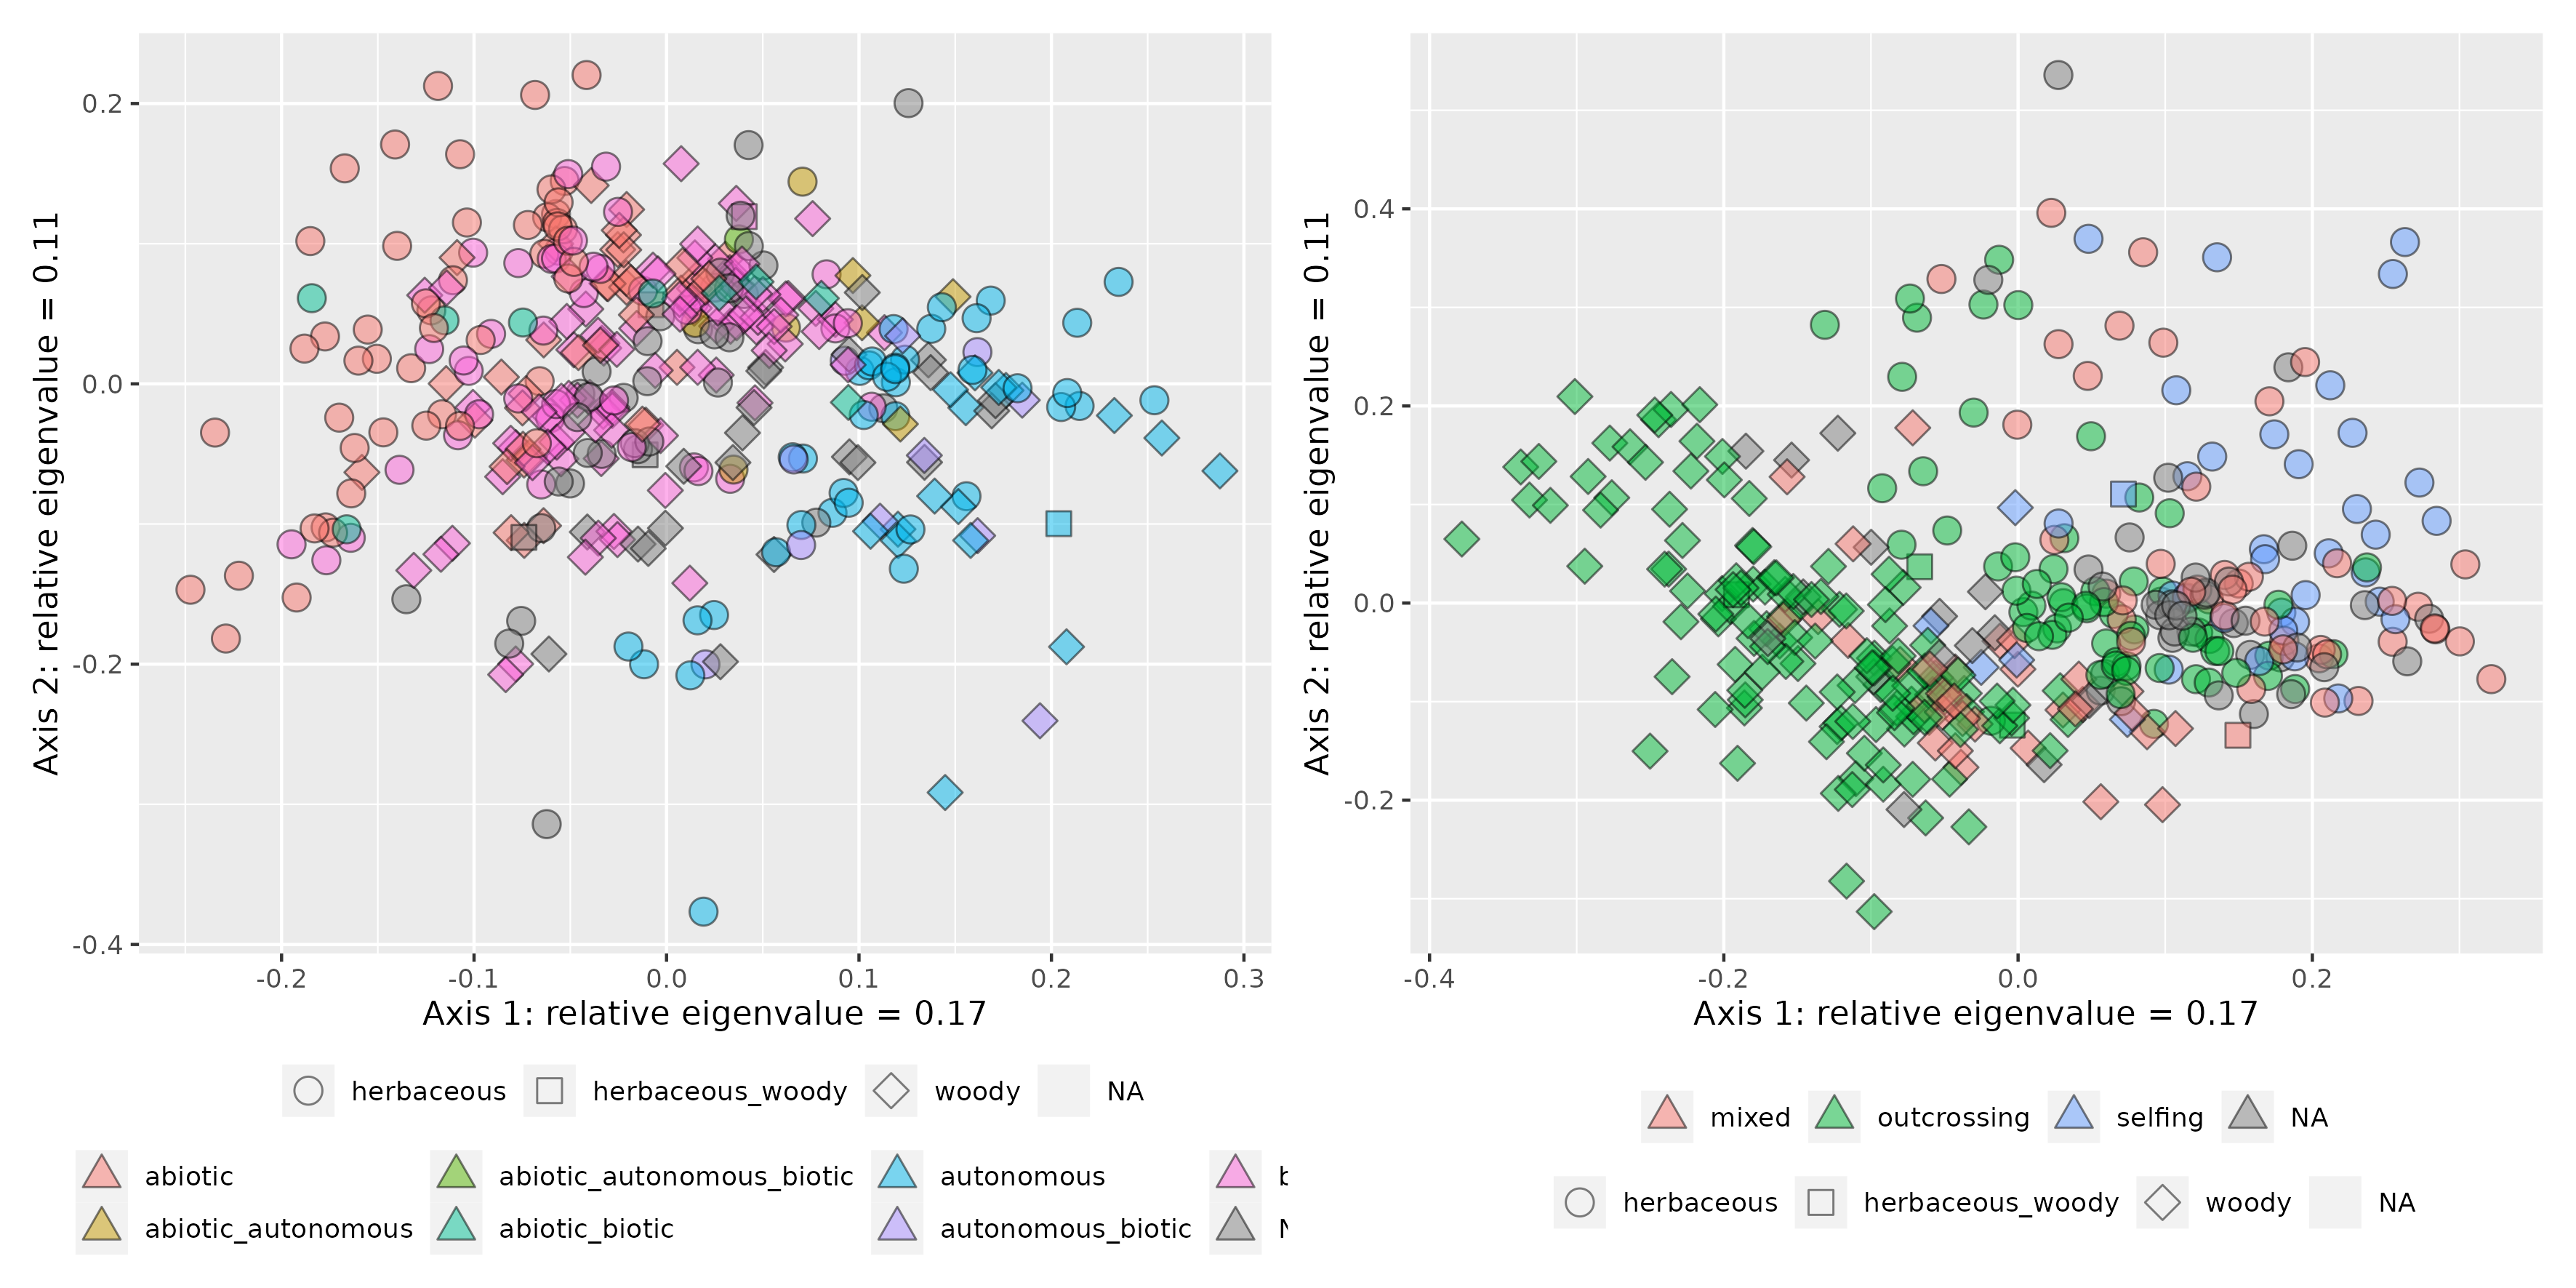 0.2
0.0
-0.2
-0.4
Axis 2: relative eigenvalue = 0.11
-0.2 -0.1 0.0 0.1 0.2 0.3
Axis 1: relative eigenvalue = 0.17
herbaceous herbaceous_woody woody NA
abiotic abiotic_autonomous_biotic autonomous
abiotic_autonomous abiotic_biotic autonomous_biotic
0.4
0.2
0.0
-0.2
Axis 2: relative eigenvalue = 0.11
-0.4 -0.2 0.0 0.2
Axis 1: relative eigenvalue = 0.17
mixed outcrossing selfing NA
herbaceous herbaceous_woody woody NA